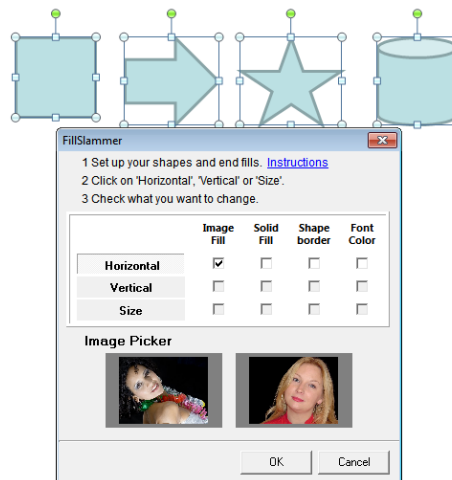 FillSlammer
1 Set up your shapes and end fills. Instructions
2 Click on 'Horizontal', 'Vertical' or 'Size'.
3 Check what you want to change.
Image Fill Solid Fill Shape border Font Color
Horizontal
Vertical
Size
Image Picker
OK Cancel